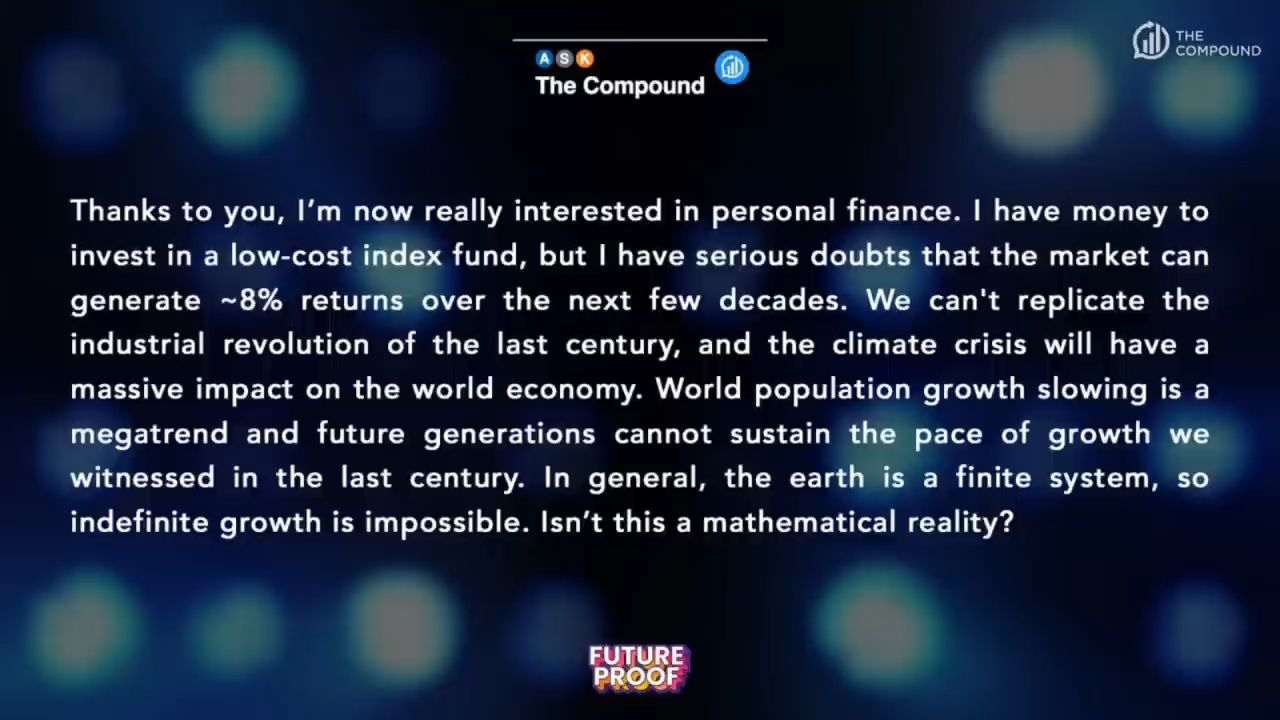 ASK
The Compound
THE
COMPOUND
Thanks to you, I’m now really interested in personal finance. I have money to
invest in a low-cost index fund, but I have serious doubts that the market can
generate ~8% returns over the next few decades. We can't replicate the
industrial revolution of the last century, and the climate crisis will have a
massive impact on the world economy. World population growth slowing is a
megatrend and future generations cannot sustain the pace of growth we
witnessed in the last century. In general, the earth is a finite system, so
indefinite growth is impossible. Isn’t this a mathematical reality?
FUTURE
PROOF